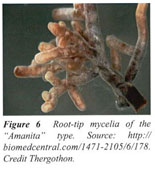 Figure 6 Root-tip mycelia of the
"Amanita" type. Source: http://
biomedcentral.com/1471-2105/6/178.
Credit Thergothon.